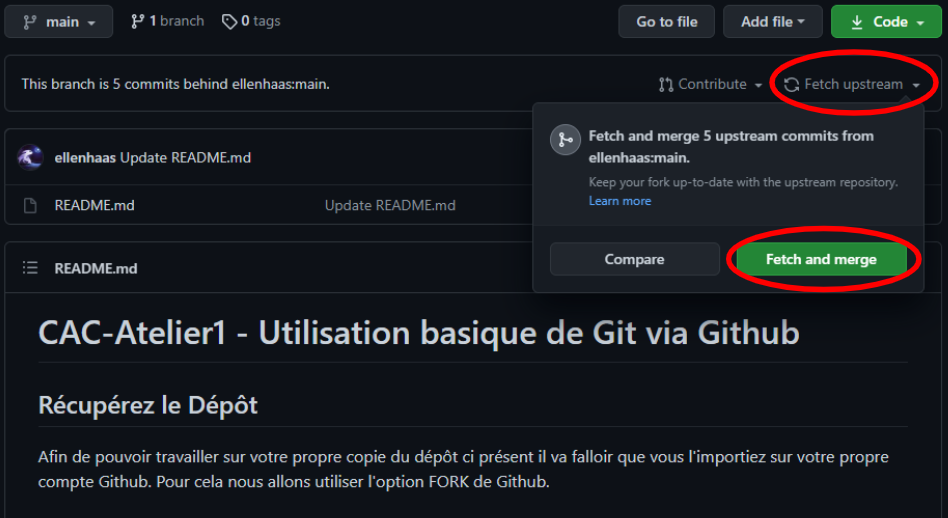 main 1 branch 0 tags Go to file Add file Code
This branch is 5 commits behind ellenhaas:main. Contribute Fetch upstream
Fetch and merge 5 upstream commits from
ellenhaas:main.
Keep your fork up-to-date with the upstream repository.
Learn more
Compare Fetch and merge
ellenhaas Update README.md
README.md Update README.md
README.md
CAC-Atelier1 - Utilisation basique de Git via Github
Récupérez le Dépôt
Afin de pouvoir travailler sur votre propre copie du dépôt ci présent il va falloir que vous l'importiez sur votre propre
compte Github. Pour cela nous allons utiliser l'option FORK de Github.